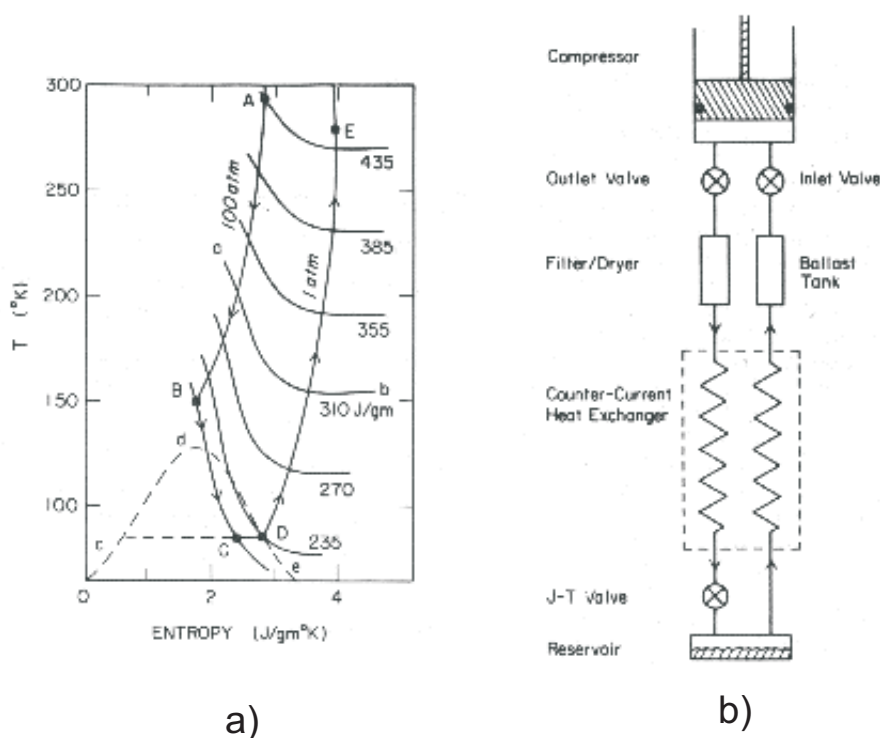 300
250
200
150
100
T (°K)
0
2
4
ENTROPY (J/gm°K)
A
E
435
100 atm
385
a
1 atm
355
B
b
310 J/gm
d
270
c
C
D
235
e
a)
Compressor
Outlet Valve
Inlet Valve
Filter/Dryer
Ballast
Tank
Counter-Current
Heat Exchanger
J-T Valve
Reservoir
b)